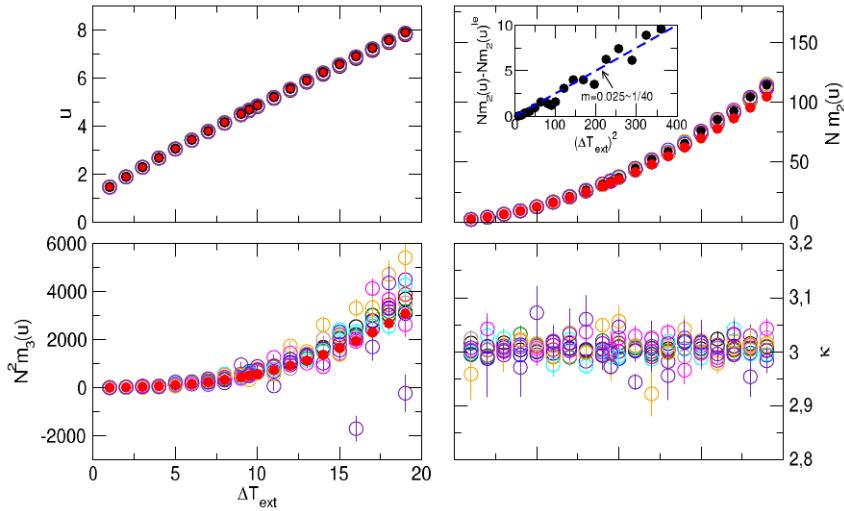 8
6
4
2
0
u
10
5
0
0 100 200 300 400
Nm₂(u)-Nm₂(u)ˡᵉ
(ΔT_ext)²
m=0.025~1/40
150
100
50
0
N m₂(u)
6000
4000
2000
0
-2000
N²m₃(u)
0 5 10 15 20
ΔT_ext
3,2
3,1
3
2,9
2,8
κ